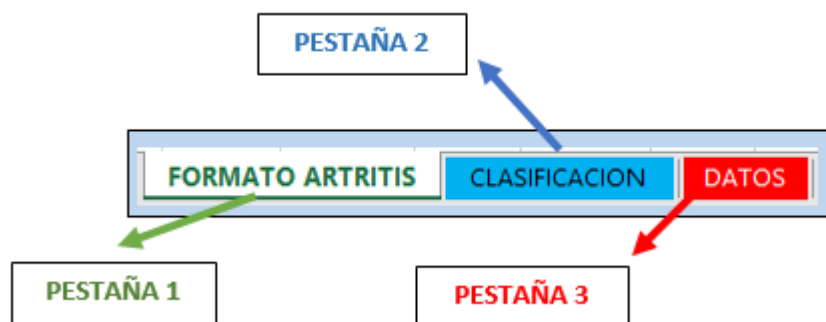 PESTAÑA 2
FORMATO ARTRITIS CLASIFICACION DATOS
PESTAÑA 1 PESTAÑA 3